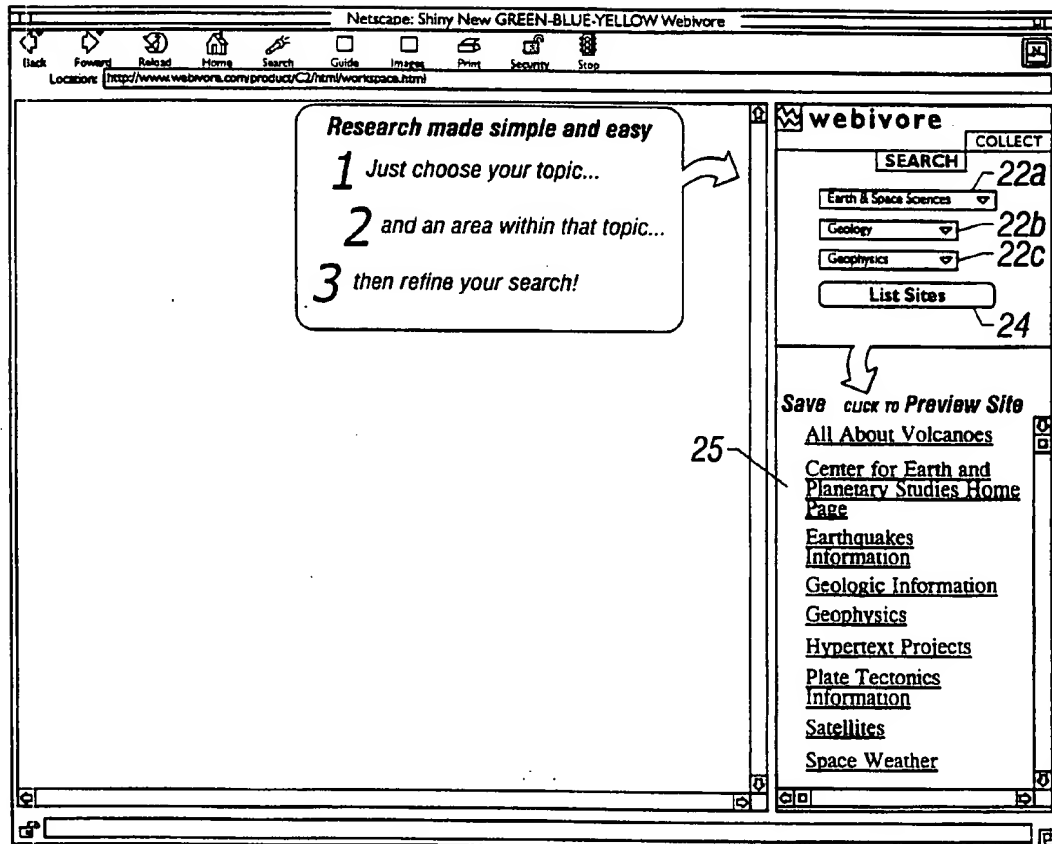 Netscape: Shiny New GREEN-BLUE-YELLOW Webivore
Back Foward Reload Home Search Guide Images Print Security Stop
N
Location: http://www.webivore.com/product/C2/html/workspace.html
Research made simple and easy
1 Just choose your topic...
2 and an area within that topic...
3 then refine your search!
webivore
COLLECT
SEARCH
22a
Earth & Space Sciences
Geology
22b
Geophysics
22c
List Sites
24
Save CLICK TO Preview Site
25
All About Volcanoes
Center for Earth and
Planetary Studies Home
Page
Earthquakes
Information
Geologic Information
Geophysics
Hypertext Projects
Plate Tectonics
Information
Satellites
Space Weather